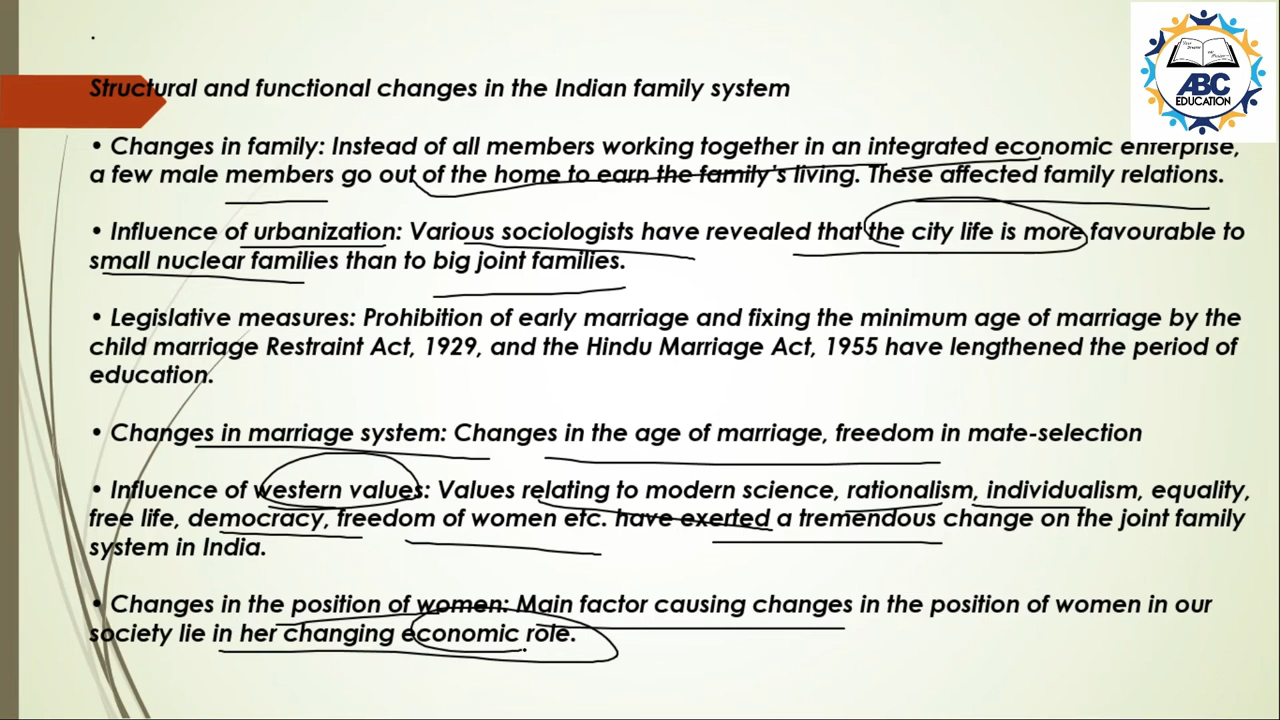 .
Structural and functional changes in the Indian family system
• Changes in family: Instead of all members working together in an integrated economic enterprise,
a few male members go out of the home to earn the family's living. These affected family relations.
• Influence of urbanization: Various sociologists have revealed that the city life is more favourable to
small nuclear families than to big joint families.
• Legislative measures: Prohibition of early marriage and fixing the minimum age of marriage by the
child marriage Restraint Act, 1929, and the Hindu Marriage Act, 1955 have lengthened the period of
education.
• Changes in marriage system: Changes in the age of marriage, freedom in mate-selection
• Influence of western values: Values relating to modern science, rationalism, individualism, equality,
free life, democracy, freedom of women etc. have exerted a tremendous change on the joint family
system in India.
• Changes in the position of women: Main factor causing changes in the position of women in our
society lie in her changing economic role.
ABC
EDUCATION